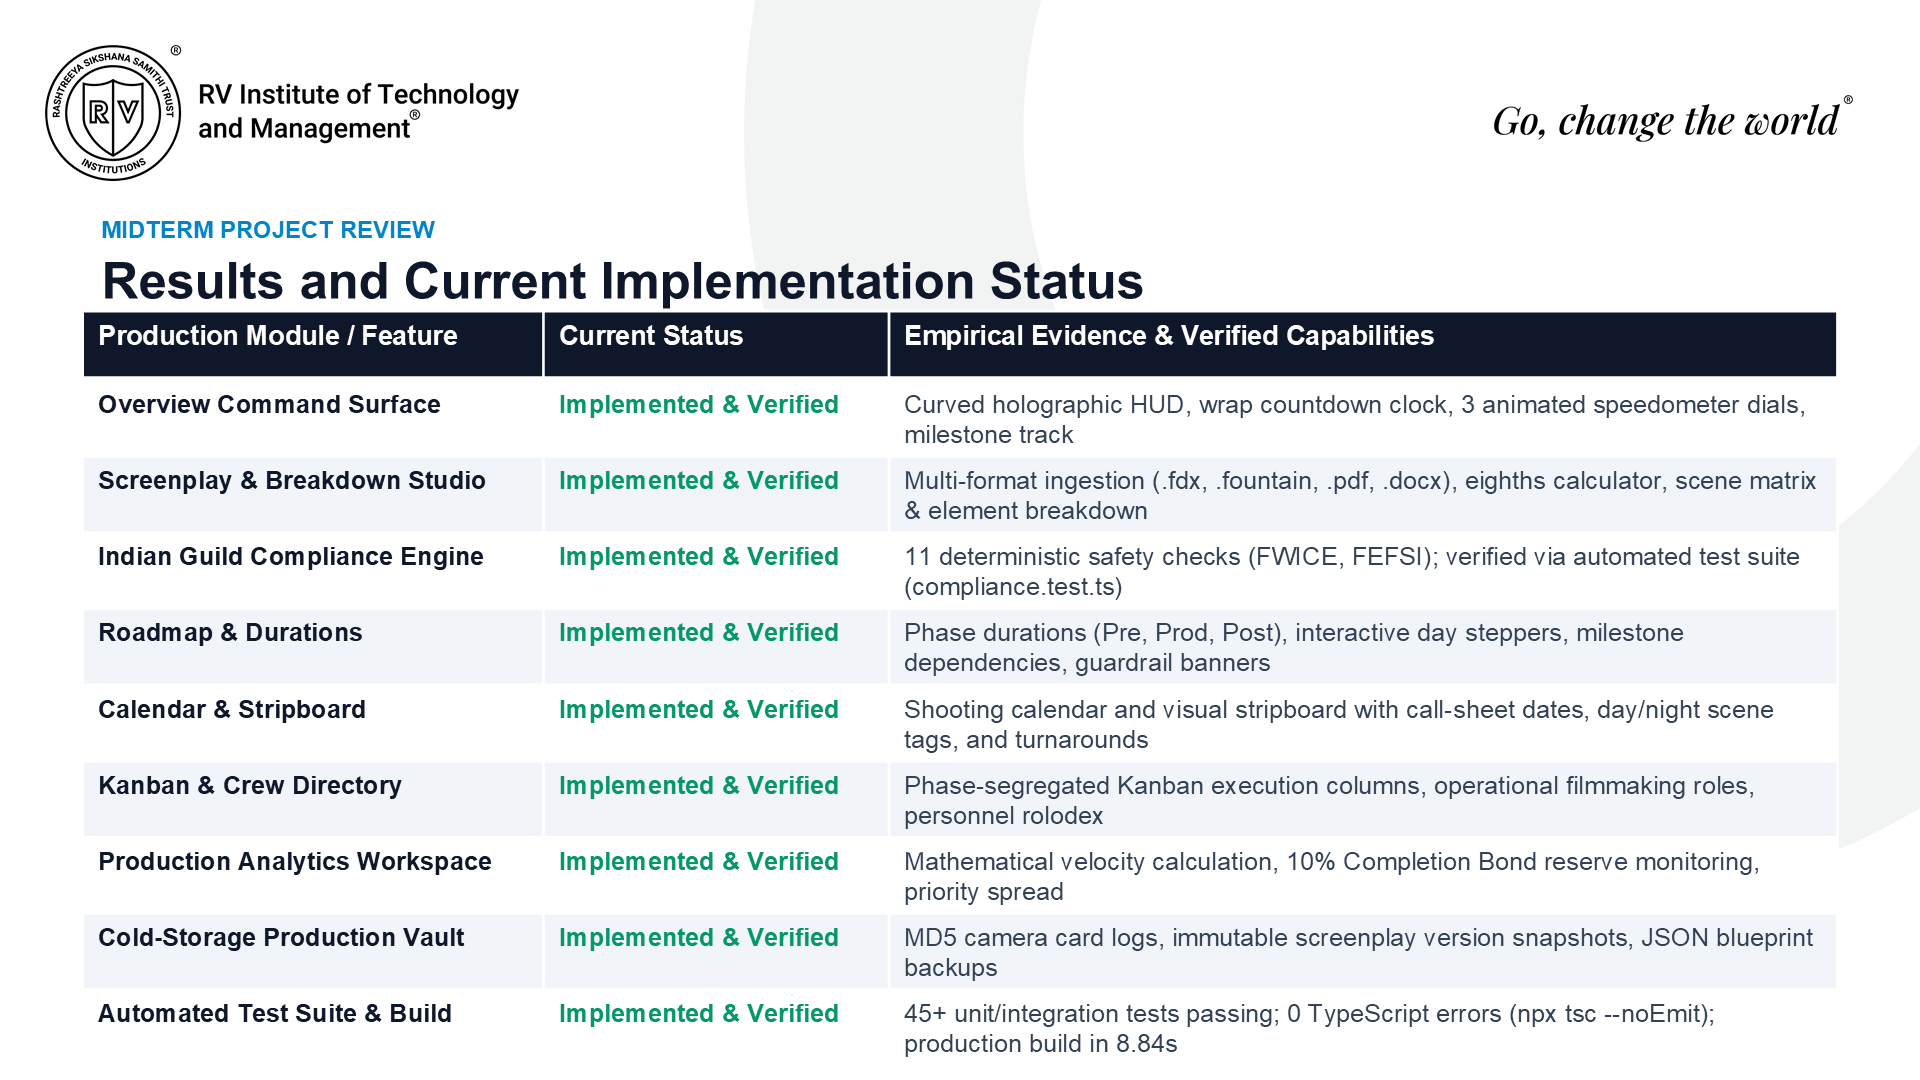 RASHTREEYA SIKSHANA SAMITHI TRUST
RV
INSTITUTIONS
®
RV Institute of Technology
and Management®
Go, change the world®
MIDTERM PROJECT REVIEW
Results and Current Implementation Status
Production Module / Feature Current Status Empirical Evidence & Verified Capabilities
Overview Command Surface Implemented & Verified Curved holographic HUD, wrap countdown clock, 3 animated speedometer dials,
milestone track
Screenplay & Breakdown Studio Implemented & Verified Multi-format ingestion (.fdx, .fountain, .pdf, .docx), eighths calculator, scene matrix
& element breakdown
Indian Guild Compliance Engine Implemented & Verified 11 deterministic safety checks (FWICE, FEFSI); verified via automated test suite
(compliance.test.ts)
Roadmap & Durations Implemented & Verified Phase durations (Pre, Prod, Post), interactive day steppers, milestone
dependencies, guardrail banners
Calendar & Stripboard Implemented & Verified Shooting calendar and visual stripboard with call-sheet dates, day/night scene
tags, and turnarounds
Kanban & Crew Directory Implemented & Verified Phase-segregated Kanban execution columns, operational filmmaking roles,
personnel rolodex
Production Analytics Workspace Implemented & Verified Mathematical velocity calculation, 10% Completion Bond reserve monitoring,
priority spread
Cold-Storage Production Vault Implemented & Verified MD5 camera card logs, immutable screenplay version snapshots, JSON blueprint
backups
Automated Test Suite & Build Implemented & Verified 45+ unit/integration tests passing; 0 TypeScript errors (npx tsc --noEmit);
production build in 8.84s